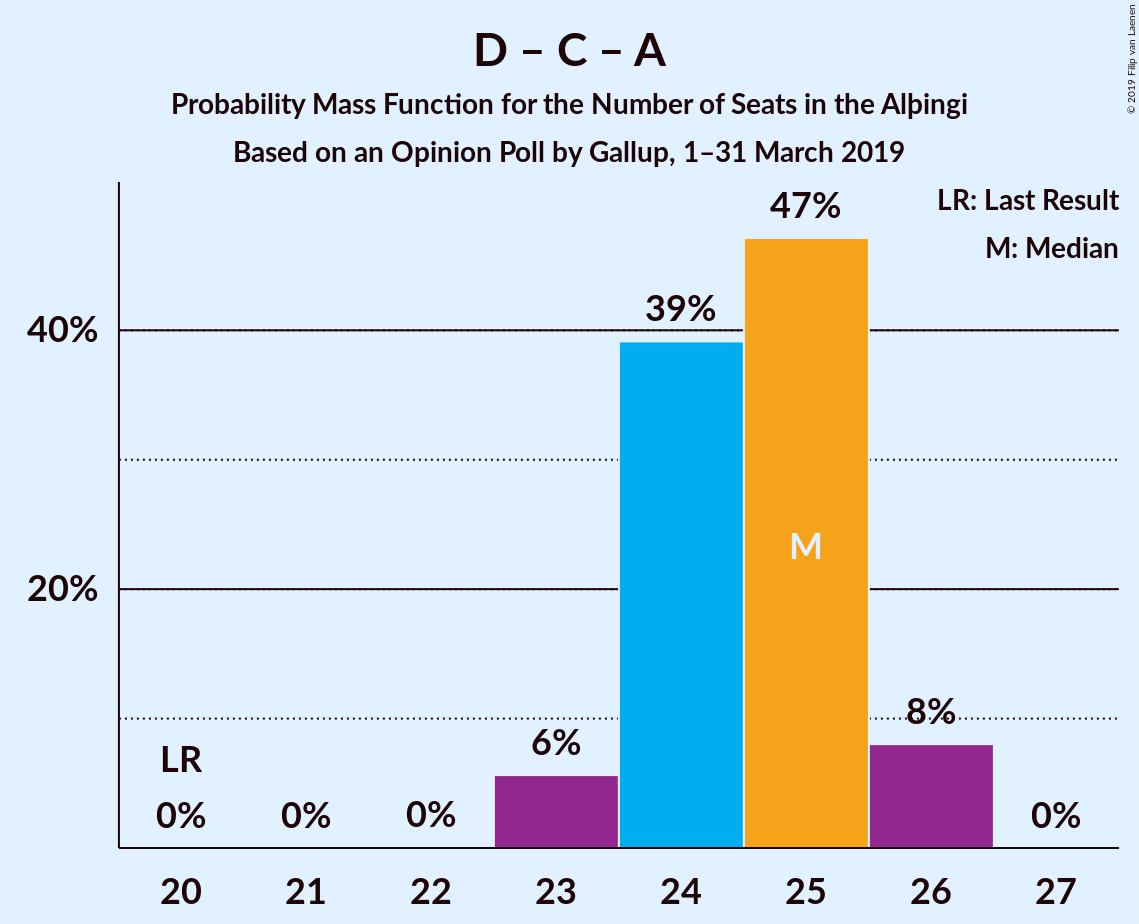 D – C – A
Probability Mass Function for the Number of Seats in the Alþingi
Based on an Opinion Poll by Gallup, 1–31 March 2019
© 2019 Filip van Laenen
LR: Last Result
M: Median
47%
39%
40%
M
20%
8%
6%
LR
0%
0%
0%
0%
20
21
22
23
24
25
26
27